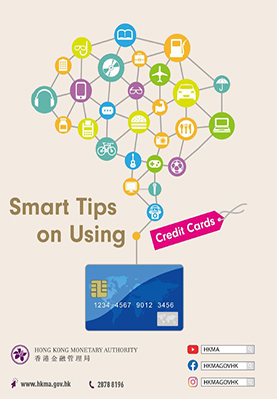 Smart Tips
on Using
Credit Cards
1234 4567 9012 3456
HONG KONG MONETARY AUTHORITY
香港金融管理局
www.hkma.gov.hk
2878 8196
HKMA
HKMAGOVHK
HKMAGOVHK